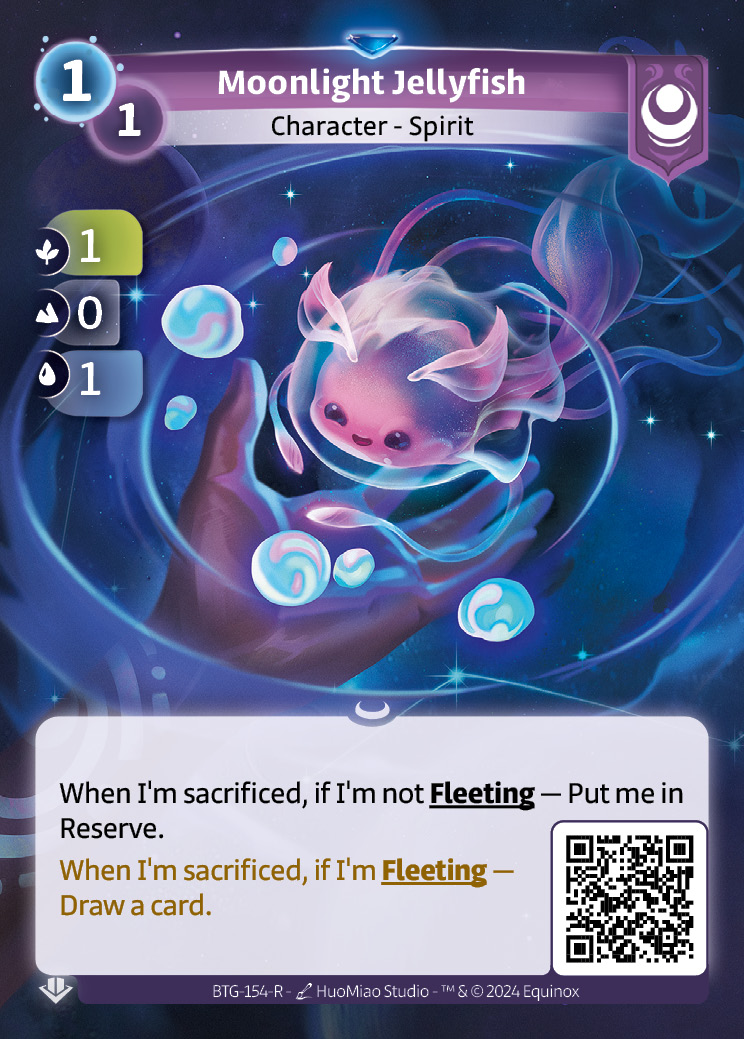 1
Moonlight Jellyfish
1
Character - Spirit
1
0
1
When I'm sacrificed, if I'm not Fleeting — Put me in
Reserve.
When I'm sacrificed, if I'm Fleeting —
Draw a card.
BTG-154-R - HuoMiao Studio - ™ & © 2024 Equinox